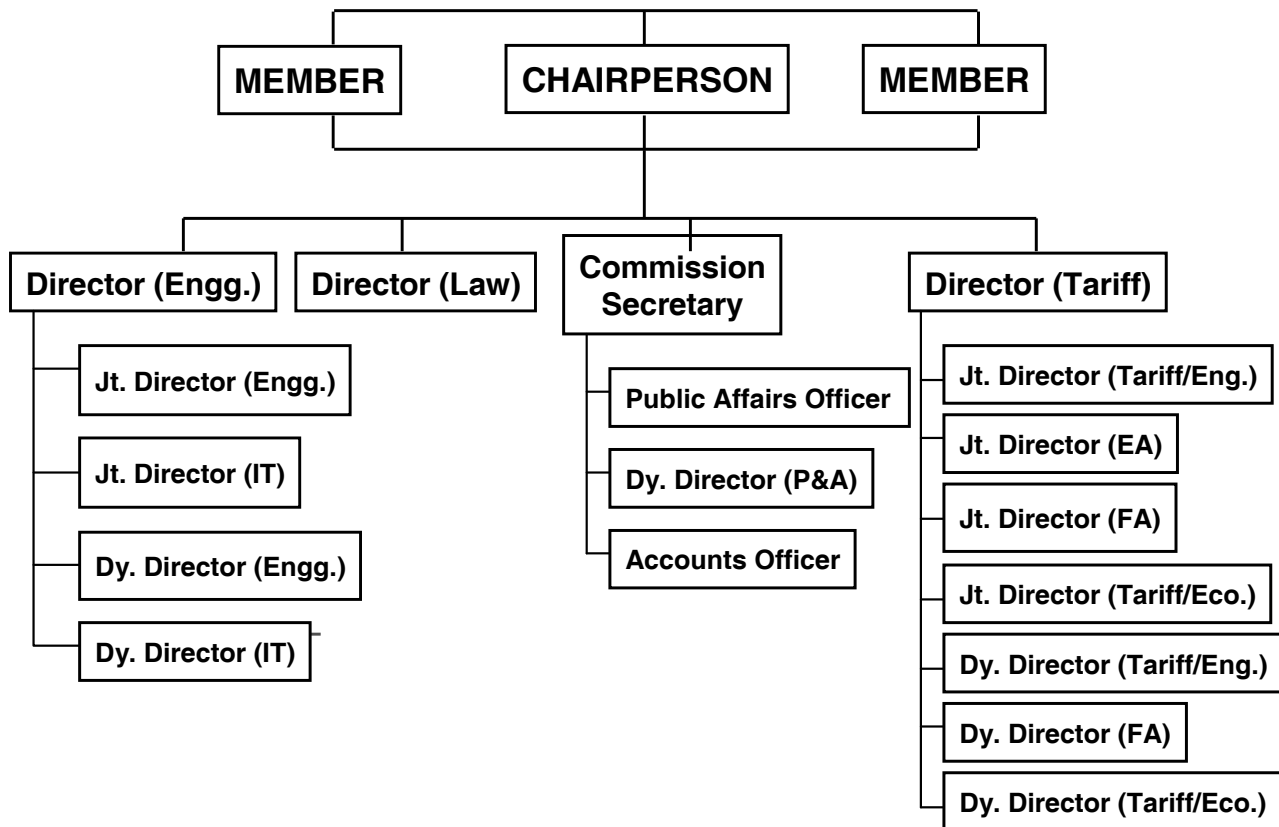 MEMBER
CHAIRPERSON
MEMBER
Director (Engg.)
Director (Law)
Commission
Secretary
Director (Tariff)
Jt. Director (Engg.)
Jt. Director (IT)
Dy. Director (Engg.)
Dy. Director (IT)
Public Affairs Officer
Dy. Director (P&A)
Accounts Officer
Jt. Director (Tariff/Eng.)
Jt. Director (EA)
Jt. Director (FA)
Jt. Director (Tariff/Eco.)
Dy. Director (Tariff/Eng.)
Dy. Director (FA)
Dy. Director (Tariff/Eco.)